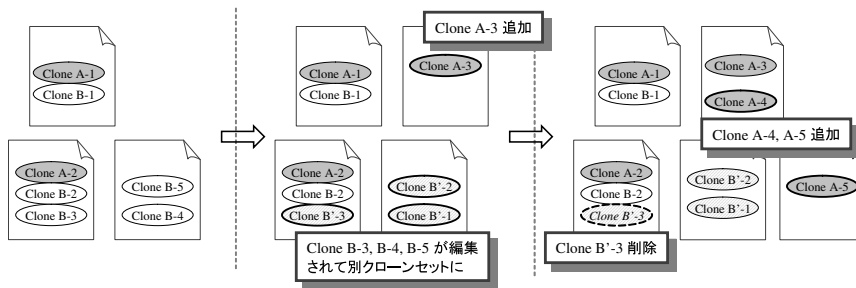 Clone A-1
Clone B-1
Clone A-2
Clone B-2
Clone B-3
Clone B-5
Clone B-4
Clone A-3 追加
Clone A-1
Clone B-1
Clone A-3
Clone A-2
Clone B-2
Clone B'-3
Clone B'-2
Clone B'-1
Clone B-3, B-4, B-5 が編集
されて別クローンセットに
Clone A-1
Clone B-1
Clone A-3
Clone A-4
Clone A-4, A-5 追加
Clone A-2
Clone B-2
Clone B'-3
Clone B'-2
Clone B'-1
Clone A-5
Clone B'-3 削除